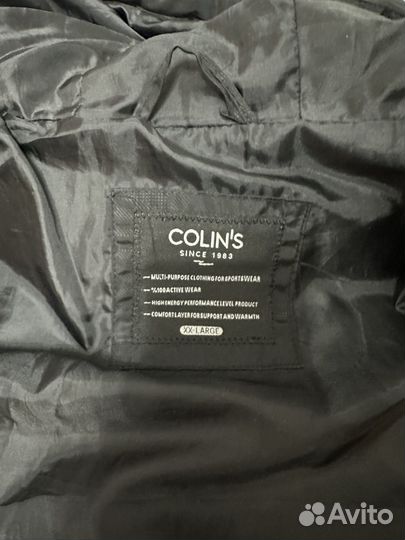 COLIN'S
SINCE 1983
— MULTI-PURPOSE CLOTHING FOR SPORTSWEAR
— %100 ACTIVE WEAR
— HIGH ENERGY PERFORMANCE LEVEL PRODUCT
— COMFORT LAYER FOR SUPPORT AND WARMTH
XX-LARGE
Avito